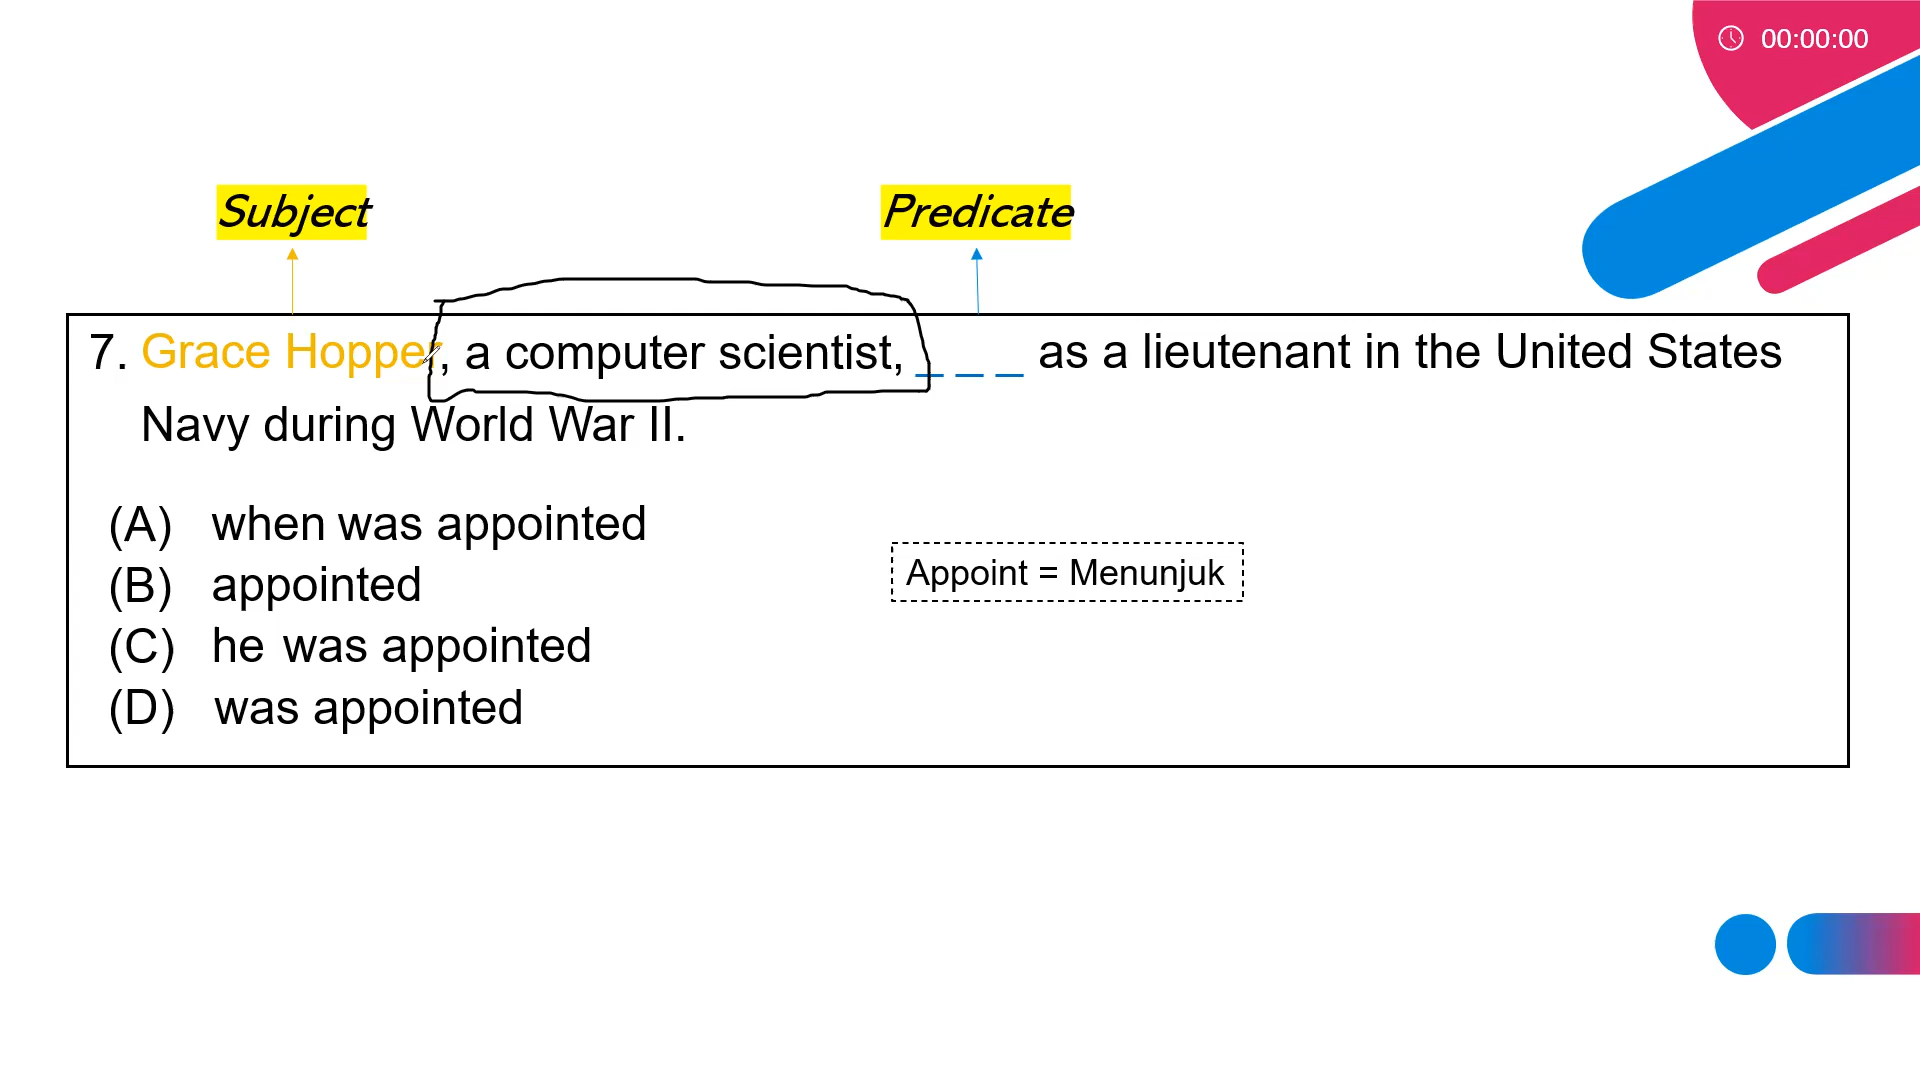 00:00:00
Subject
Predicate
7. Grace Hopper, a computer scientist, _ _ _ as a lieutenant in the United States
Navy during World War II.
(A) when was appointed
(B) appointed
(C) he was appointed
(D) was appointed
Appoint = Menunjuk